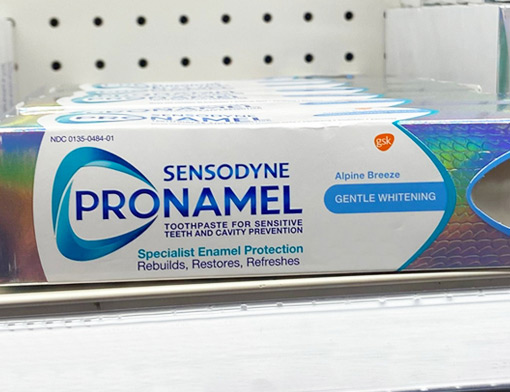 PRONAMEL
NDC 0135-0484-01
gsk
SENSODYNE
PRONAMEL
TOOTHPASTE FOR SENSITIVE
TEETH AND CAVITY PREVENTION
Specialist Enamel Protection
Rebuilds, Restores, Refreshes
Alpine Breeze
GENTLE WHITENING